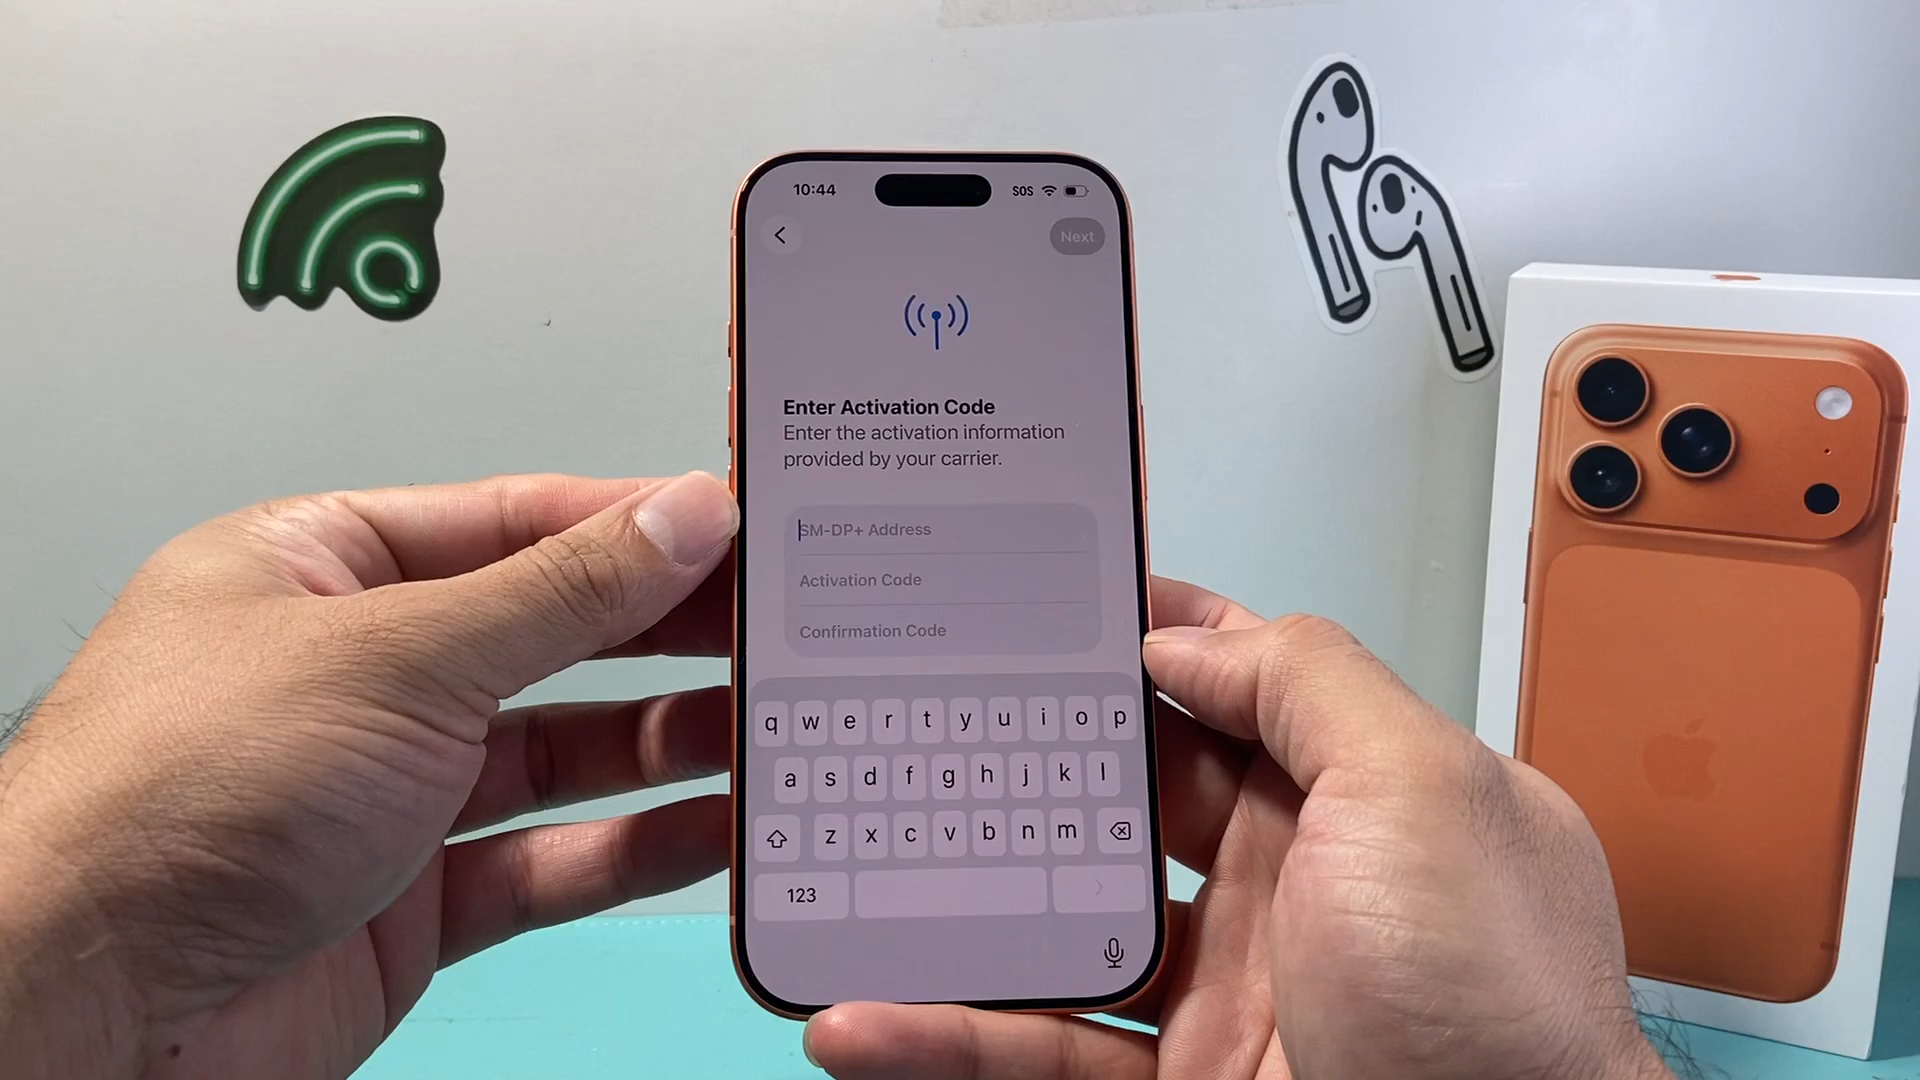 10:44
SOS
Next
Enter Activation Code
Enter the activation information
provided by your carrier.
SM-DP+ Address
Activation Code
Confirmation Code
q w e r t y u i o p
a s d f g h j k l
z x c v b n m
123